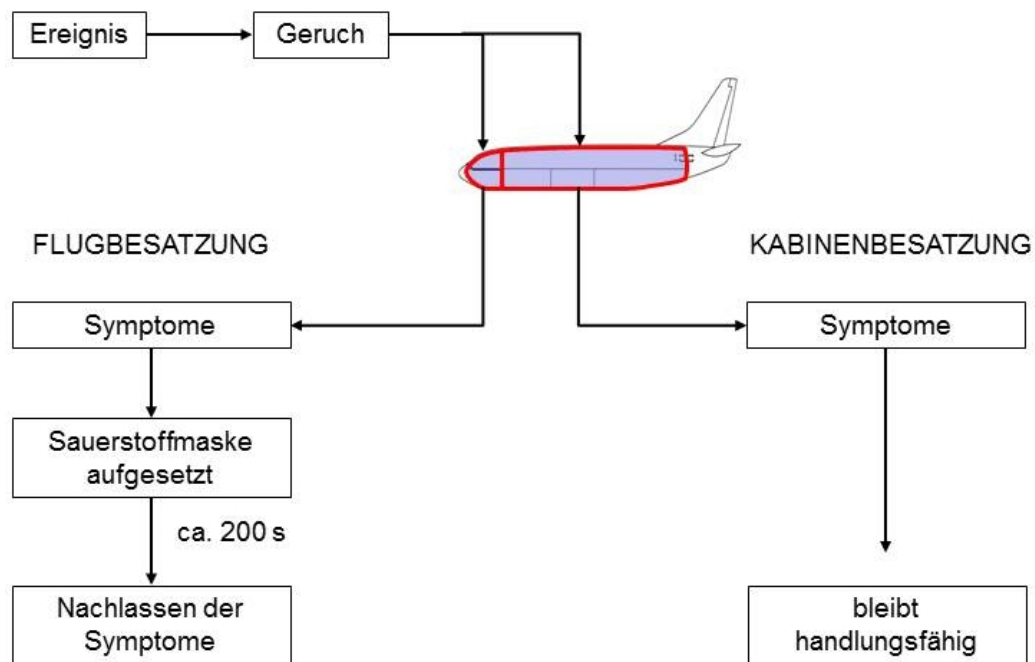 Ereignis
Geruch
FLUGBESATZUNG
KABINENBESATZUNG
Symptome
Symptome
Sauerstoffmaske
aufgesetzt
ca. 200 s
Nachlassen der
Symptome
bleibt
handlungsfähig